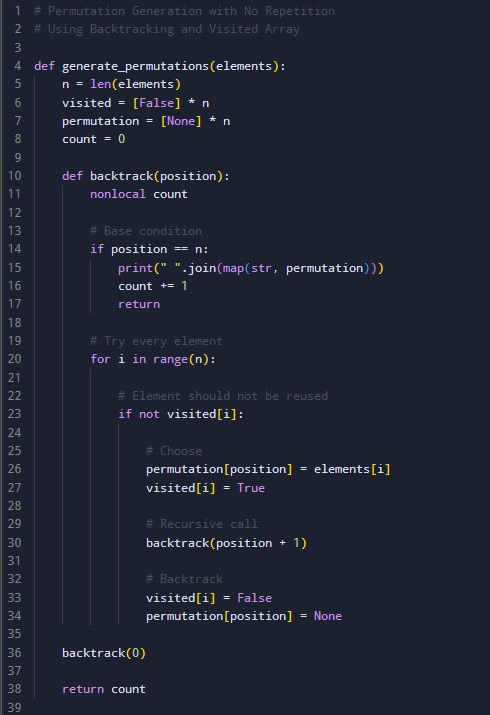 1 # Permutation Generation with No Repetition
2 # Using Backtracking and Visited Array
3
4 def generate_permutations(elements):
5     n = len(elements)
6     visited = [False] * n
7     permutation = [None] * n
8     count = 0
9
10     def backtrack(position):
11         nonlocal count
12
13         # Base condition
14         if position == n:
15             print(" ".join(map(str, permutation)))
16             count += 1
17             return
18
19         # Try every element
20         for i in range(n):
21
22             # Element should not be reused
23             if not visited[i]:
24
25                 # Choose
26                 permutation[position] = elements[i]
27                 visited[i] = True
28
29                 # Recursive call
30                 backtrack(position + 1)
31
32                 # Backtrack
33                 visited[i] = False
34                 permutation[position] = None
35
36     backtrack(0)
37
38     return count
39